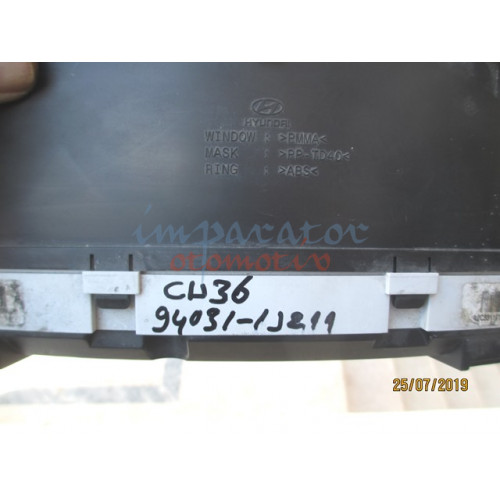 HYUNDAI
WINDOW : >PMMA<
MASK : >PP-TD40<
RING : >ABS<
imparator
otomotiv
CH36
94031-1J211
25/07/2019